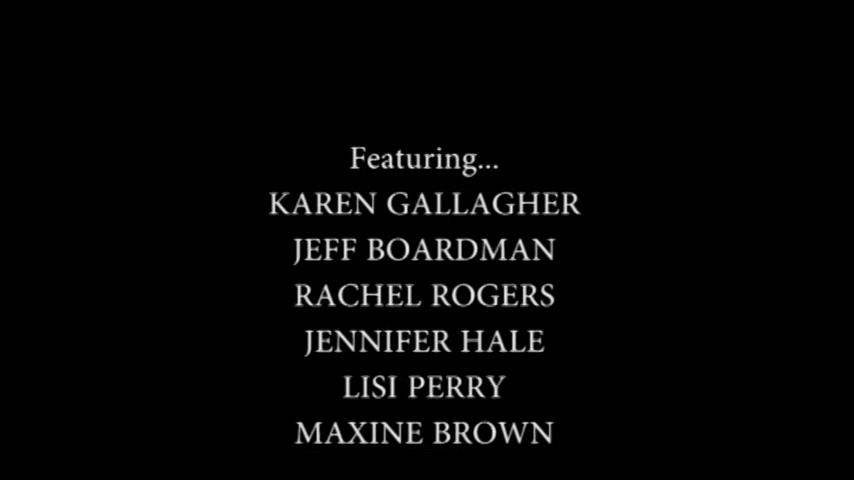 Featuring...
KAREN GALLAGHER
JEFF BOARDMAN
RACHEL ROGERS
JENNIFER HALE
LISI PERRY
MAXINE BROWN